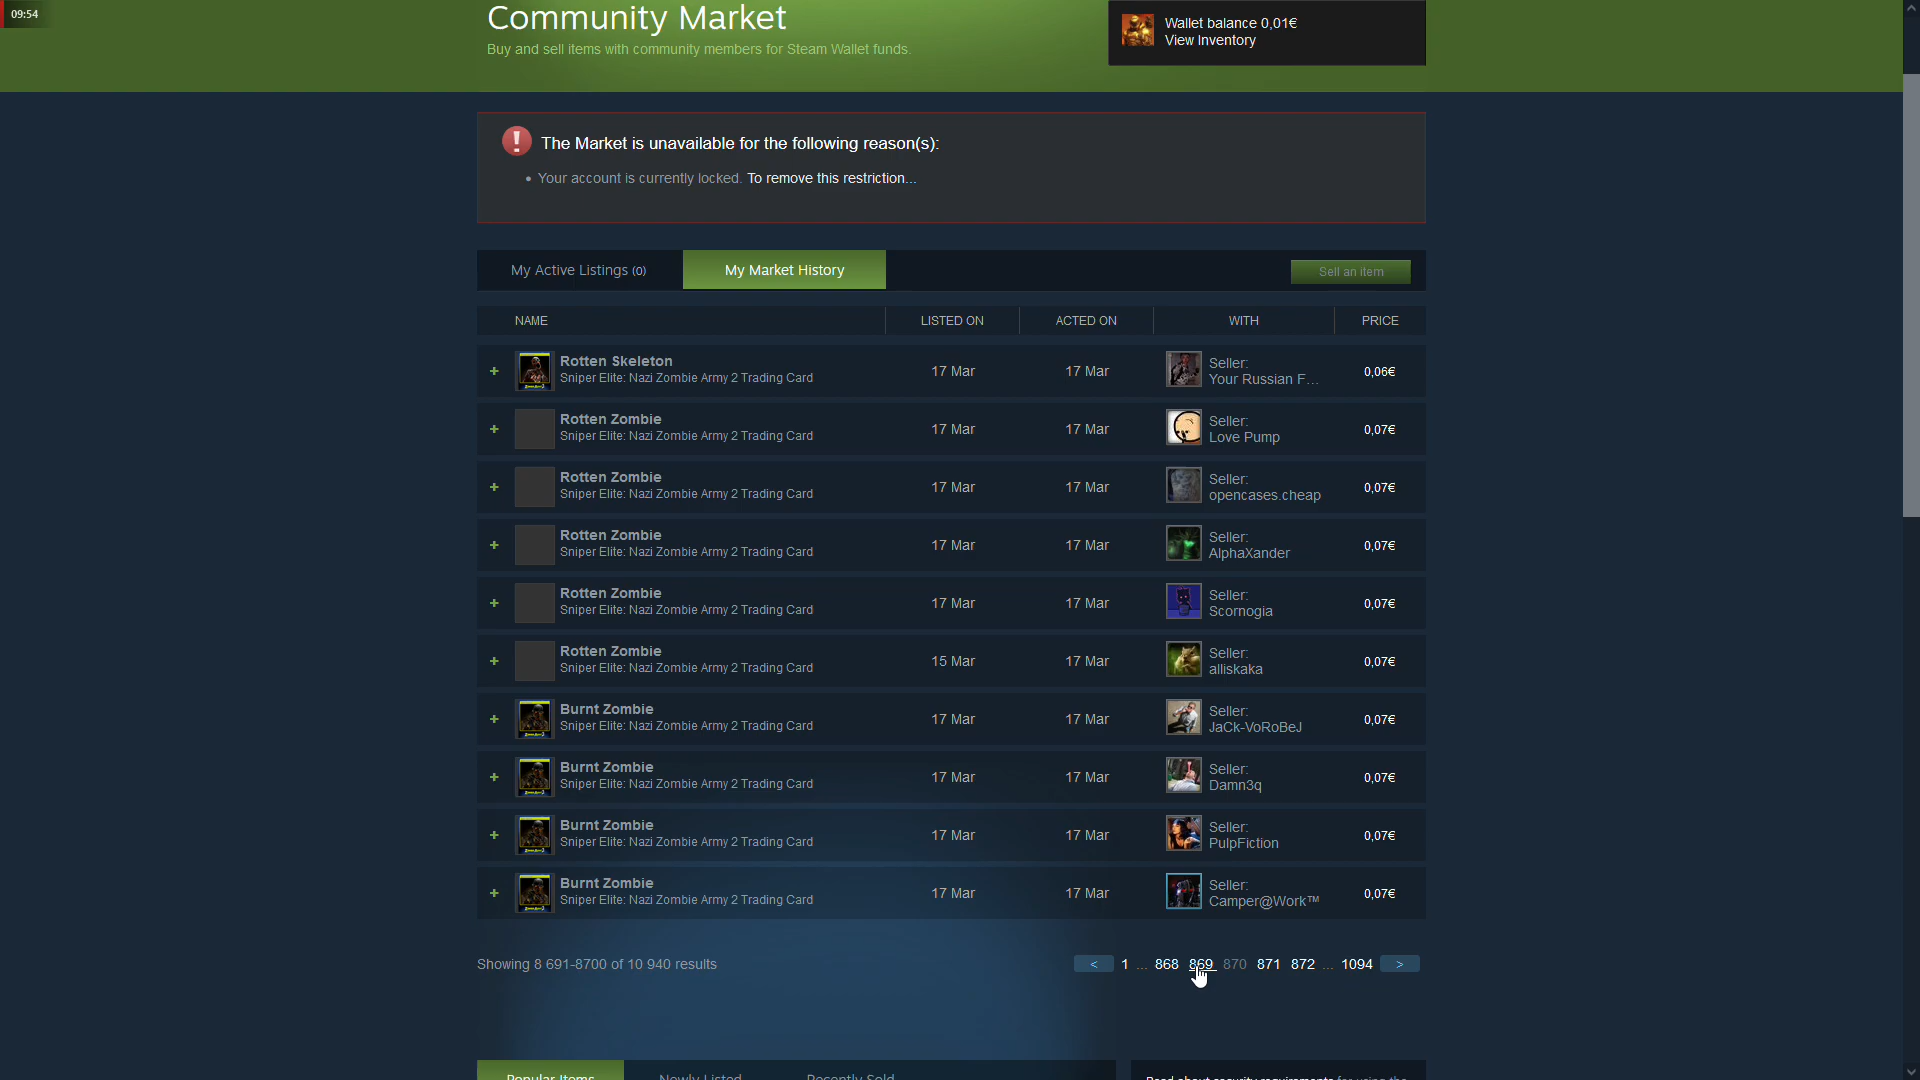 09:54
Community Market
Buy and sell items with community members for Steam Wallet funds.
Wallet balance 0,01€
View Inventory
The Market is unavailable for the following reason(s):
• Your account is currently locked. To remove this restriction...
My Active Listings (0)
My Market History
Sell an item
NAME LISTED ON ACTED ON WITH PRICE
+ Rotten Skeleton
Sniper Elite: Nazi Zombie Army 2 Trading Card
17 Mar 17 Mar
Seller:
Your Russian F...
0,06€
+ Rotten Zombie
Sniper Elite: Nazi Zombie Army 2 Trading Card
17 Mar 17 Mar
Seller:
Love Pump
0,07€
+ Rotten Zombie
Sniper Elite: Nazi Zombie Army 2 Trading Card
17 Mar 17 Mar
Seller:
opencases.cheap
0,07€
+ Rotten Zombie
Sniper Elite: Nazi Zombie Army 2 Trading Card
17 Mar 17 Mar
Seller:
AlphaXander
0,07€
+ Rotten Zombie
Sniper Elite: Nazi Zombie Army 2 Trading Card
17 Mar 17 Mar
Seller:
Scornogia
0,07€
+ Rotten Zombie
Sniper Elite: Nazi Zombie Army 2 Trading Card
15 Mar 17 Mar
Seller:
alliskaka
0,07€
+ Burnt Zombie
Sniper Elite: Nazi Zombie Army 2 Trading Card
17 Mar 17 Mar
Seller:
JaCk-VoRoBeJ
0,07€
+ Burnt Zombie
Sniper Elite: Nazi Zombie Army 2 Trading Card
17 Mar 17 Mar
Seller:
Damn3q
0,07€
+ Burnt Zombie
Sniper Elite: Nazi Zombie Army 2 Trading Card
17 Mar 17 Mar
Seller:
PulpFiction
0,07€
+ Burnt Zombie
Sniper Elite: Nazi Zombie Army 2 Trading Card
17 Mar 17 Mar
Seller:
Camper@Work™
0,07€
Showing 8 691-8700 of 10 940 results
< 1 ... 868 869 870 871 872 ... 1094 >
Popular Items
Newly Listed
Recently Sold
Read about security requirements for using the